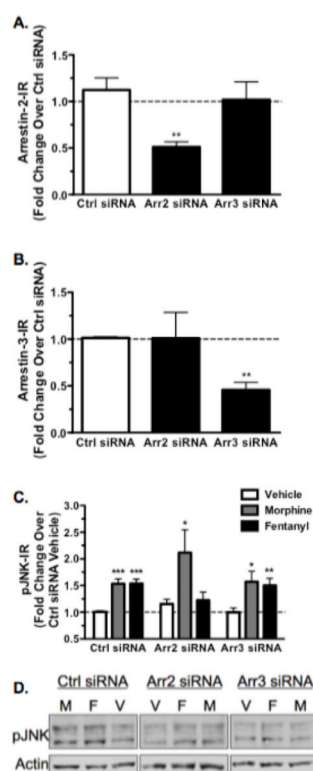 A.
Arrestin-2-IR
(Fold Change Over Ctrl siRNA)
1.5
1.0
0.5
0.0
**
Ctrl siRNA Arr2 siRNA Arr3 siRNA
B.
Arrestin-3-IR
(Fold Change Over Ctrl siRNA)
1.5
1.0
0.5
0.0
**
Ctrl siRNA Arr2 siRNA Arr3 siRNA
C.
Vehicle
Morphine
Fentanyl
pJNK-IR
(Fold Change Over
Ctrl siRNA Vehicle)
3.0
2.5
2.0
1.5
1.0
0.5
*** *** * * **
Ctrl siRNA Arr2 siRNA Arr3 siRNA
D.
Ctrl siRNA Arr2 siRNA Arr3 siRNA
M F V V F M V F M
pJNK
Actin